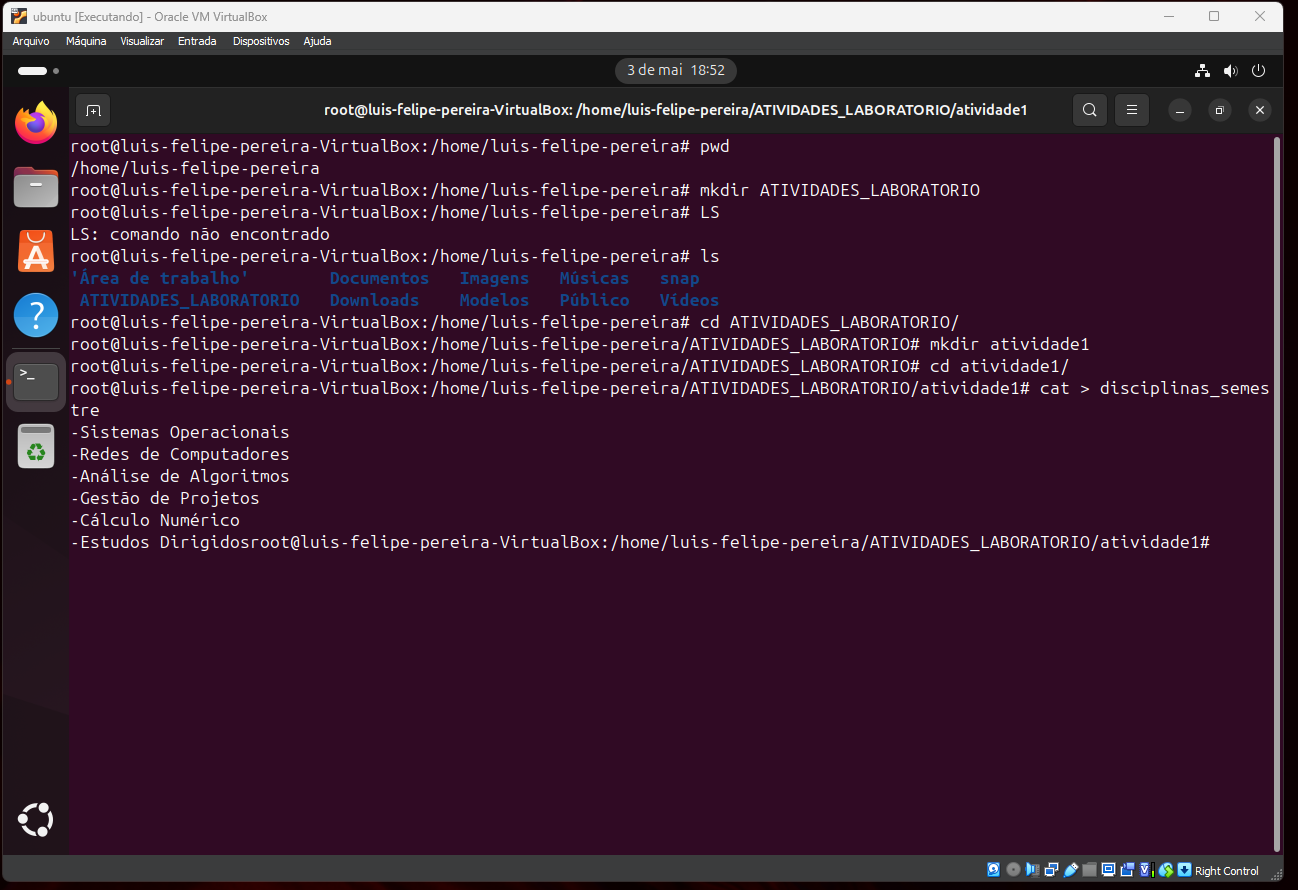 ubuntu [Executando] - Oracle VM VirtualBox
Arquivo Máquina Visualizar Entrada Dispositivos Ajuda
3 de mai 18:52
root@luis-felipe-pereira-VirtualBox: /home/luis-felipe-pereira/ATIVIDADES_LABORATORIO/atividade1
root@luis-felipe-pereira-VirtualBox:/home/luis-felipe-pereira# pwd
/home/luis-felipe-pereira
root@luis-felipe-pereira-VirtualBox:/home/luis-felipe-pereira# mkdir ATIVIDADES_LABORATORIO
root@luis-felipe-pereira-VirtualBox:/home/luis-felipe-pereira# LS
LS: comando não encontrado
root@luis-felipe-pereira-VirtualBox:/home/luis-felipe-pereira# ls
'Área de trabalho' Documentos Imagens Músicas snap
ATIVIDADES_LABORATORIO Downloads Modelos Público Vídeos
root@luis-felipe-pereira-VirtualBox:/home/luis-felipe-pereira# cd ATIVIDADES_LABORATORIO/
root@luis-felipe-pereira-VirtualBox:/home/luis-felipe-pereira/ATIVIDADES_LABORATORIO# mkdir atividade1
root@luis-felipe-pereira-VirtualBox:/home/luis-felipe-pereira/ATIVIDADES_LABORATORIO# cd atividade1/
root@luis-felipe-pereira-VirtualBox:/home/luis-felipe-pereira/ATIVIDADES_LABORATORIO/atividade1# cat > disciplinas_semes
tre
-Sistemas Operacionais
-Redes de Computadores
-Análise de Algoritmos
-Gestão de Projetos
-Cálculo Numérico
-Estudos Dirigidosroot@luis-felipe-pereira-VirtualBox:/home/luis-felipe-pereira/ATIVIDADES_LABORATORIO/atividade1#
Right Control